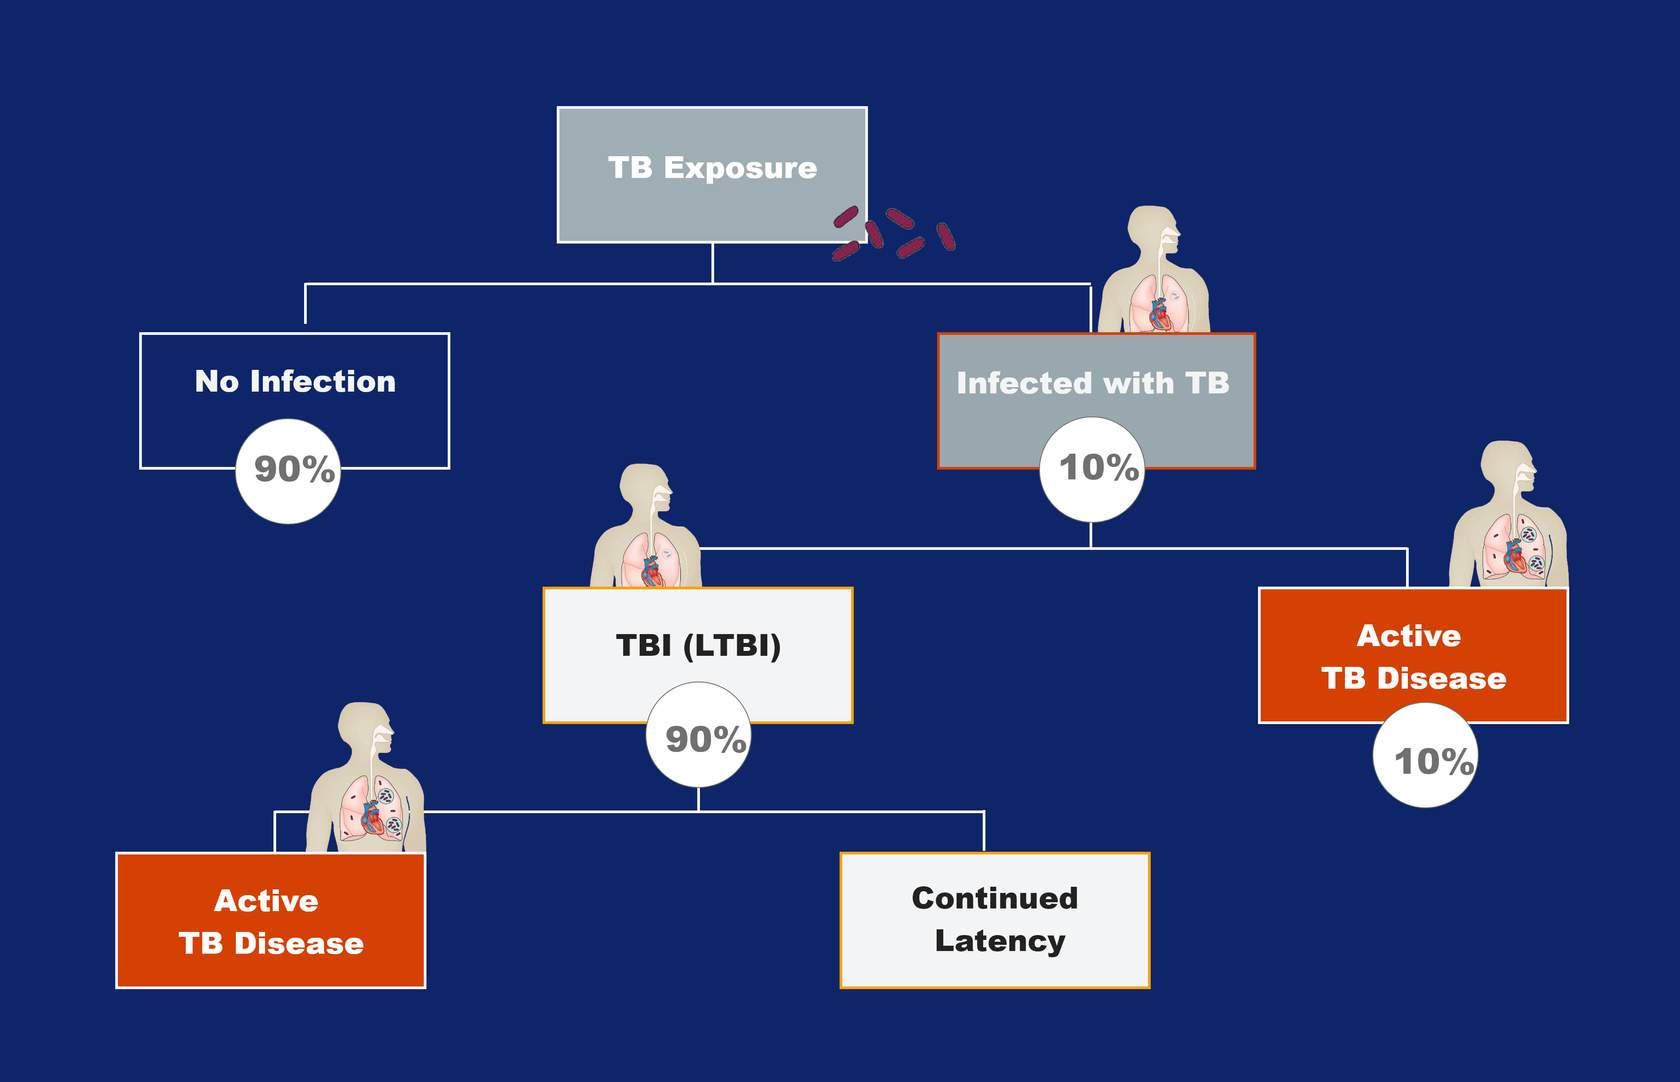 TB Exposure
No Infection
90%
Infected with TB
10%
TBI (LTBI)
90%
Active
TB Disease
10%
Active
TB Disease
Continued
Latency